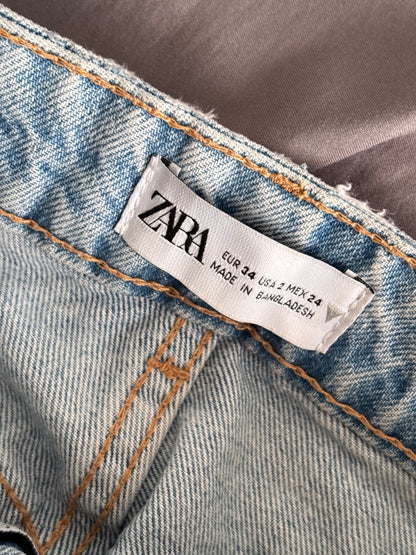 ZARA
EUR 34 USA 2 MEX 24
MADE IN BANGLADESH